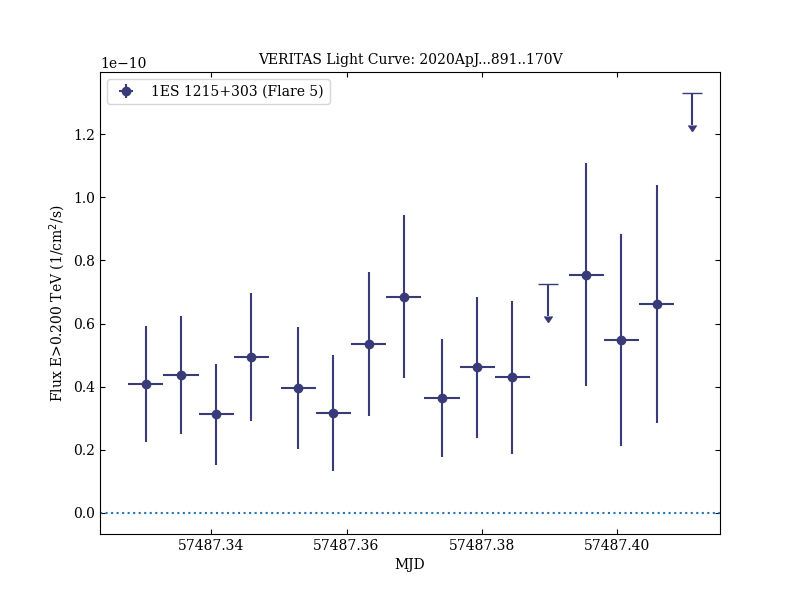 VERITAS Light Curve: 2020ApJ...891..170V
1e−10
1ES 1215+303 (Flare 5)
1.2
1.0
0.8
0.6
0.4
0.2
0.0
Flux E>0.200 TeV (1/cm²/s)
57487.34
57487.36
57487.38
57487.40
MJD